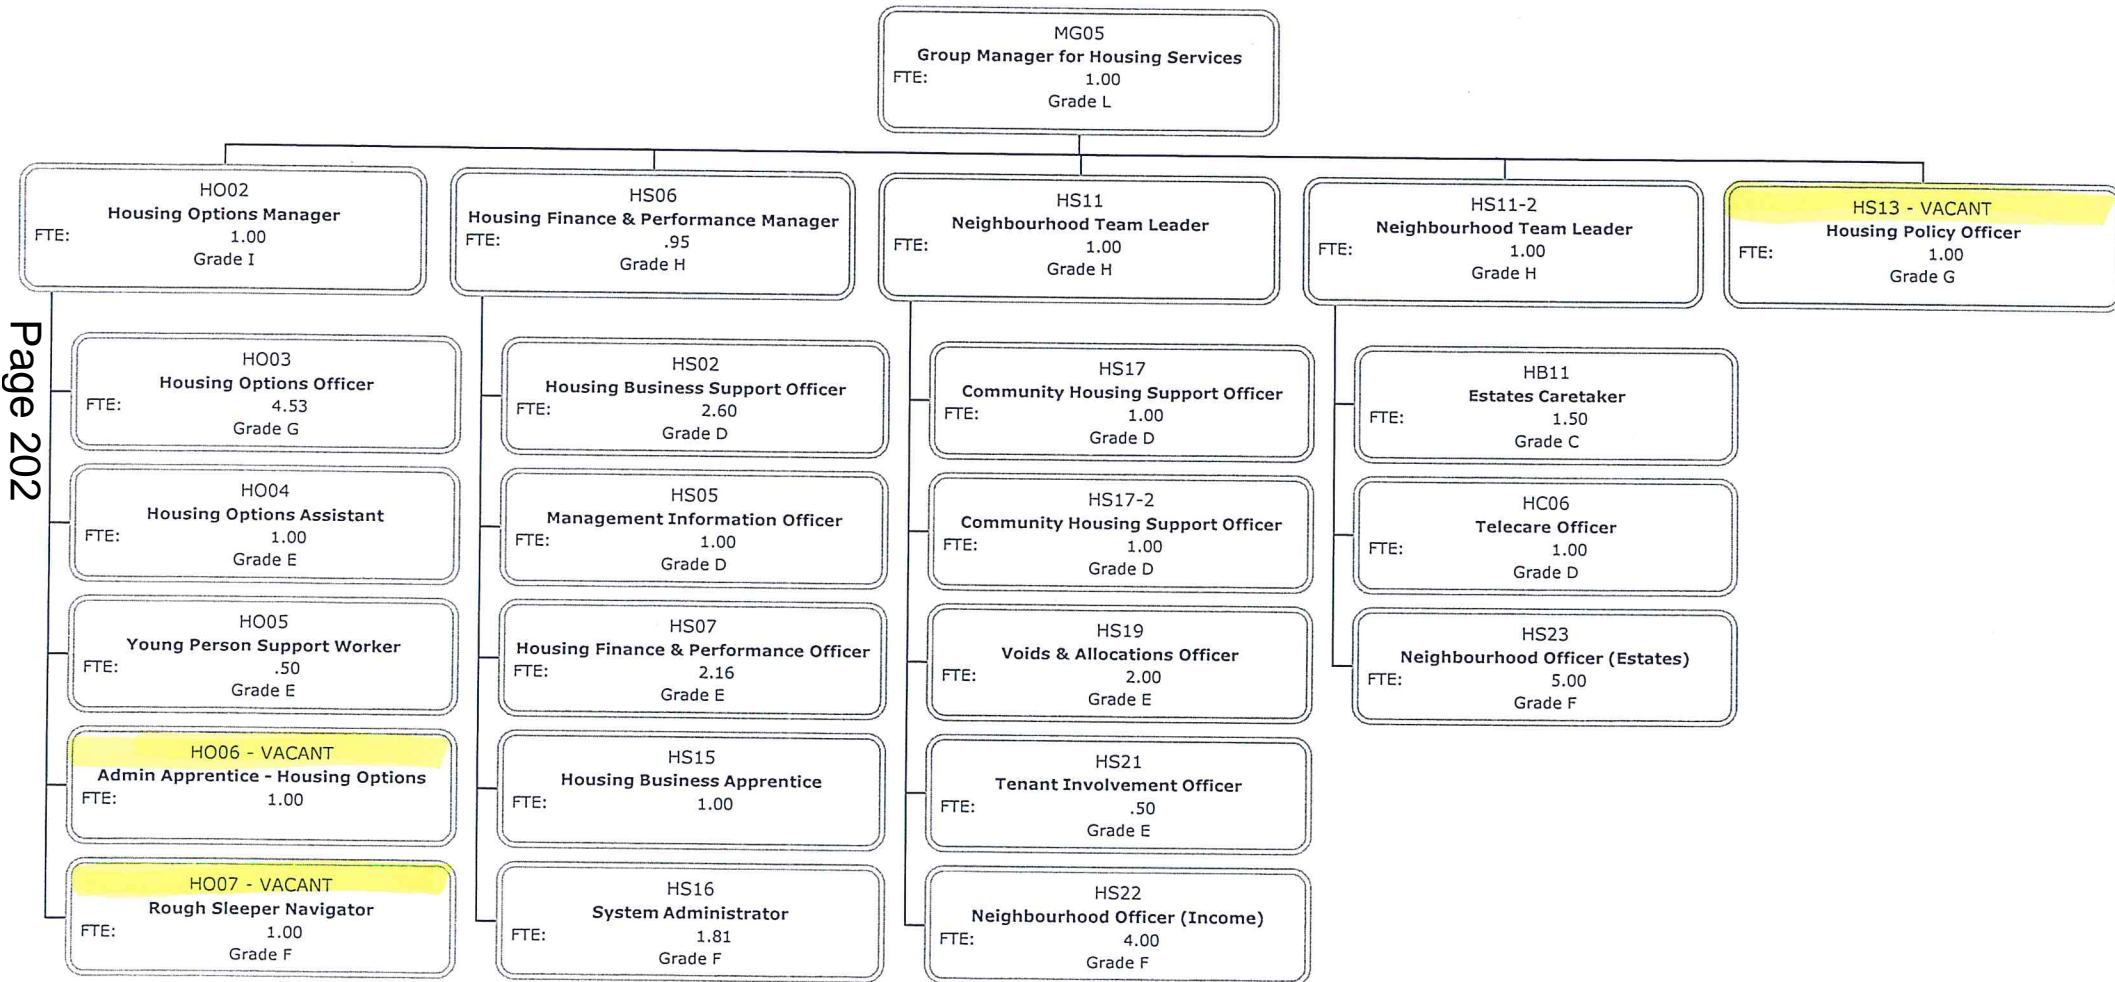 MG05
Group Manager for Housing Services
FTE: 1.00
Grade L
HO02
Housing Options Manager
FTE: 1.00
Grade I
HS06
Housing Finance & Performance Manager
FTE: .95
Grade H
HS11
Neighbourhood Team Leader
FTE: 1.00
Grade H
HS11-2
Neighbourhood Team Leader
FTE: 1.00
Grade H
HS13 - VACANT
Housing Policy Officer
FTE: 1.00
Grade G
HO03
Housing Options Officer
FTE: 4.53
Grade G
HO04
Housing Options Assistant
FTE: 1.00
Grade E
HO05
Young Person Support Worker
FTE: .50
Grade E
HO06 - VACANT
Admin Apprentice - Housing Options
FTE: 1.00
HO07 - VACANT
Rough Sleeper Navigator
FTE: 1.00
Grade F
HS02
Housing Business Support Officer
FTE: 2.60
Grade D
HS05
Management Information Officer
FTE: 1.00
Grade D
HS07
Housing Finance & Performance Officer
FTE: 2.16
Grade E
HS15
Housing Business Apprentice
FTE: 1.00
HS16
System Administrator
FTE: 1.81
Grade F
HS17
Community Housing Support Officer
FTE: 1.00
Grade D
HS17-2
Community Housing Support Officer
FTE: 1.00
Grade D
HS19
Voids & Allocations Officer
FTE: 2.00
Grade E
HS21
Tenant Involvement Officer
FTE: .50
Grade E
HS22
Neighbourhood Officer (Income)
FTE: 4.00
Grade F
HB11
Estates Caretaker
FTE: 1.50
Grade C
HC06
Telecare Officer
FTE: 1.00
Grade D
HS23
Neighbourhood Officer (Estates)
FTE: 5.00
Grade F
Page 202